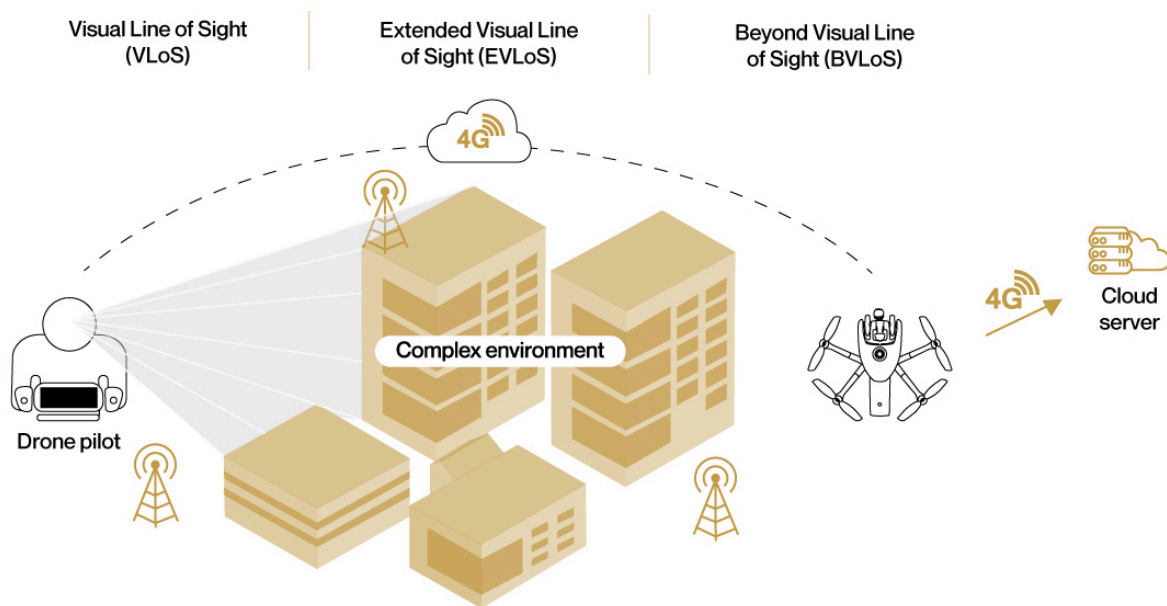 Visual Line of Sight
(VLoS)
Extended Visual Line
of Sight (EVLoS)
Beyond Visual Line
of Sight (BVLoS)
4G
Complex environment
Drone pilot
4G
Cloud
server